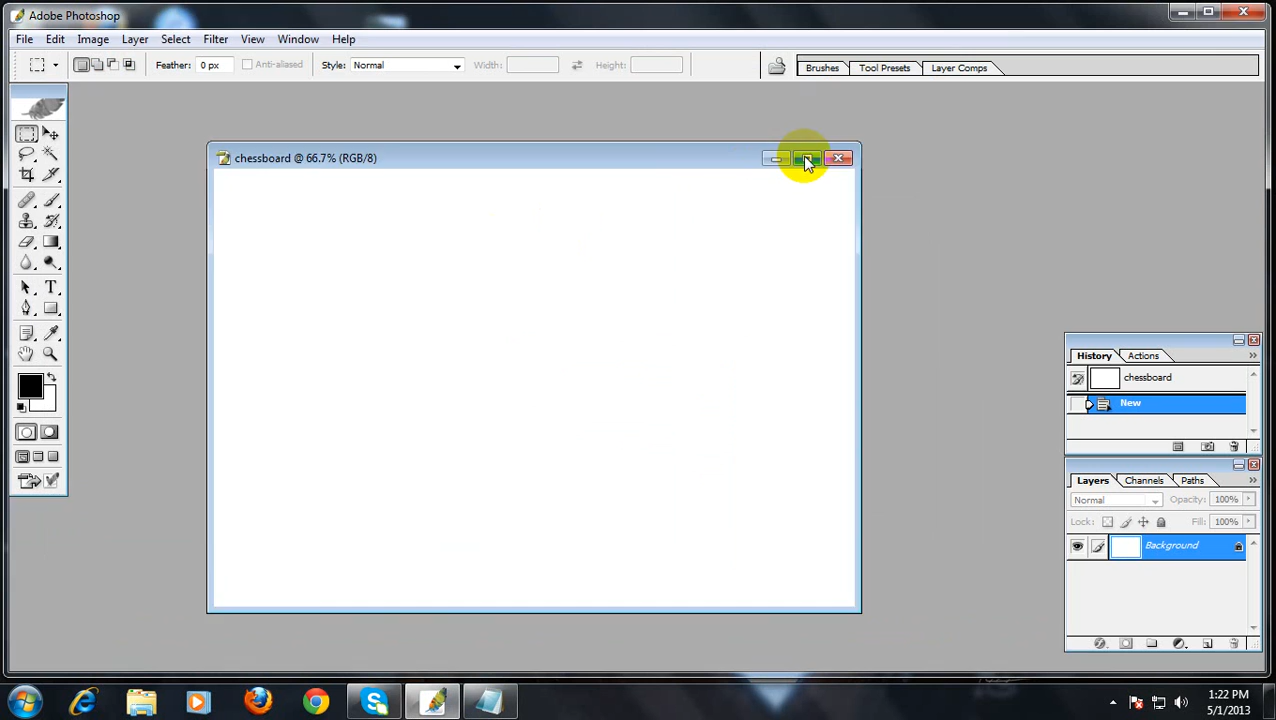 Adobe Photoshop
File Edit Image Layer Select Filter View Window Help
Feather: 0 px Anti-aliased Style: Normal Width: Height: Brushes Tool Presets Layer Comps
chessboard @ 66.7% (RGB/8)
T
History Actions
chessboard
New
Layers Channels Paths
Normal Opacity: 100%
Lock: Fill: 100%
Background
1:22 PM
5/1/2013